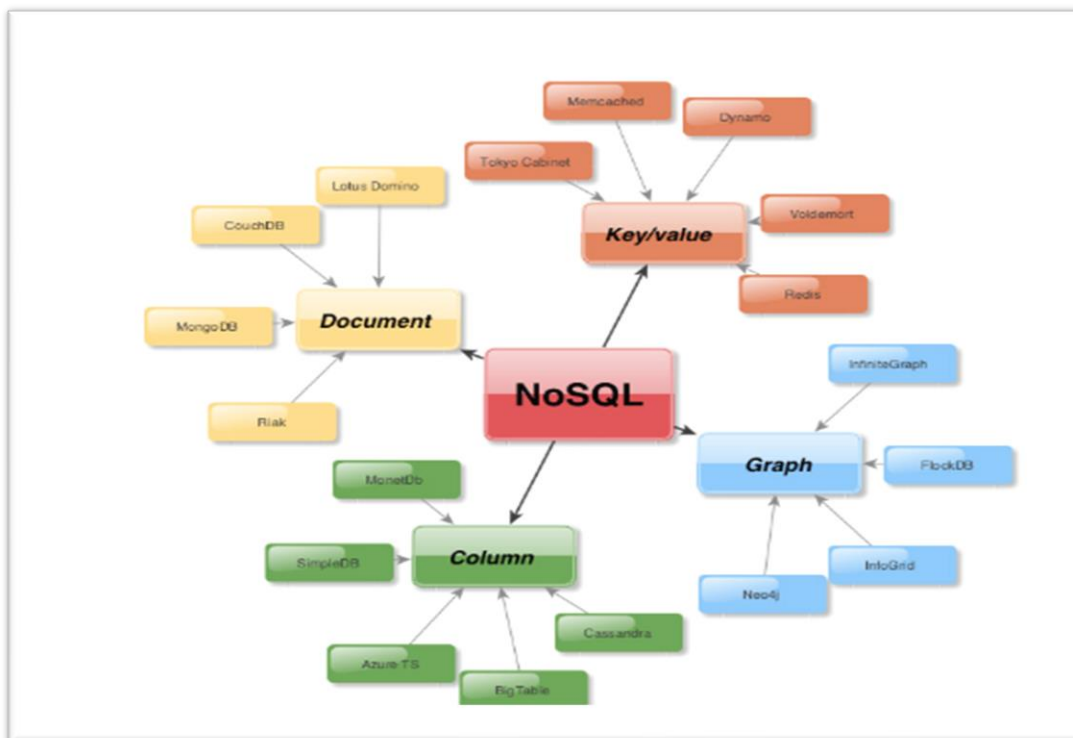 Memcached
Dynamo
Tokyo Cabinet
Lotus Domino
Key/value
Voldemort
CouchDB
Redis
Document
MongoDB
NoSQL
InfiniteGraph
Riak
Graph
FlockDB
MonetDb
Column
SimpleDB
InfoGrid
Neo4j
Cassandra
Azure TS
BigTable